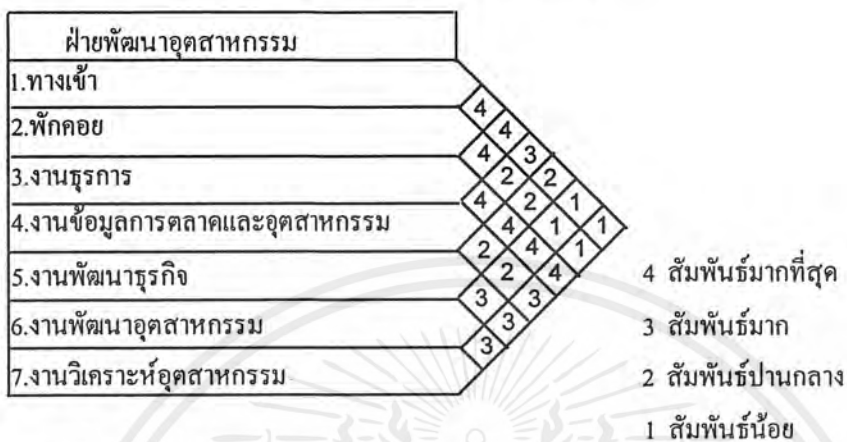 ฝ่ายพัฒนาอุตสาหกรรม
1.ทางเข้า
4
2.พักคอย
4
4 3
3.งานธุรการ
2 2
4 2 1
4.งานข้อมูลการตลาดและอุตสาหกรรม
4 1 1
2 4 1
5.งานพัฒนาธุรกิจ
2 4
3 3
6.งานพัฒนาอุตสาหกรรม
3
3
7.งานวิเคราะห์อุตสาหกรรม
4 สัมพันธ์มากที่สุด
3 สัมพันธ์มาก
2 สัมพันธ์ปานกลาง
1 สัมพันธ์น้อย